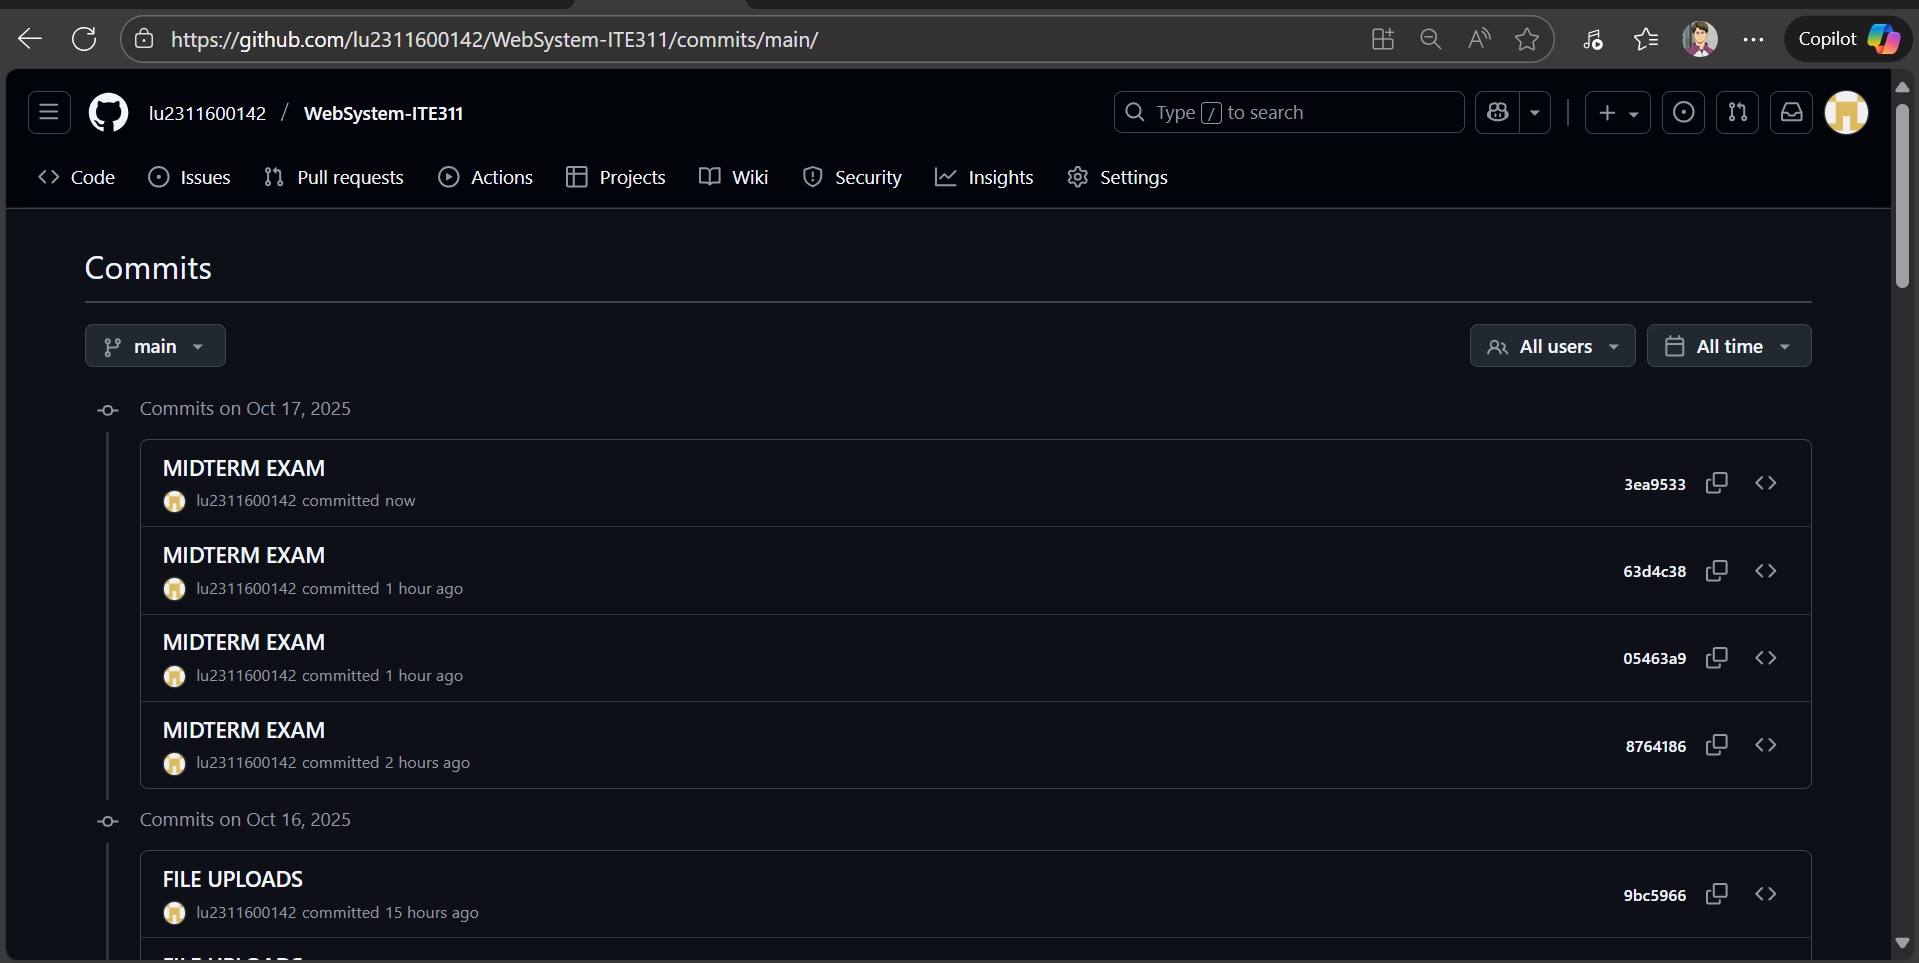 https://github.com/lu2311600142/WebSystem-ITE311/commits/main/
Copilot
lu2311600142 / WebSystem-ITE311
Type / to search
Code Issues Pull requests Actions Projects Wiki Security Insights Settings
Commits
main
All users All time
Commits on Oct 17, 2025
MIDTERM EXAM
lu2311600142 committed now
3ea9533
MIDTERM EXAM
lu2311600142 committed 1 hour ago
63d4c38
MIDTERM EXAM
lu2311600142 committed 1 hour ago
05463a9
MIDTERM EXAM
lu2311600142 committed 2 hours ago
8764186
Commits on Oct 16, 2025
FILE UPLOADS
lu2311600142 committed 15 hours ago
9bc5966
FILE UPLOADS